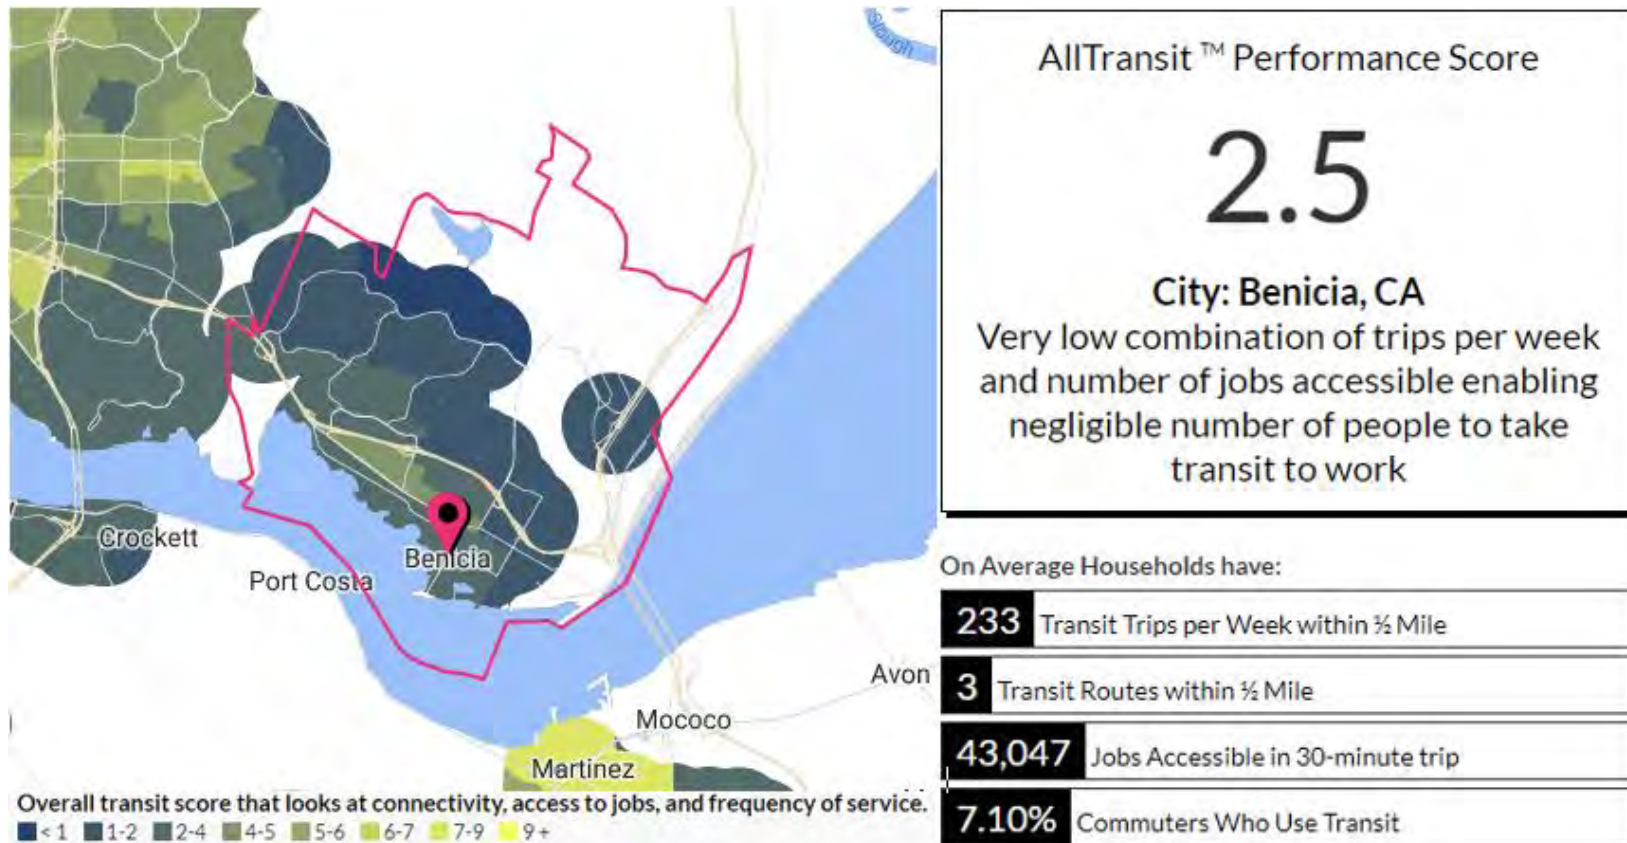 Slough
Crockett
Port Costa
Benicia
Avon
Mococo
Martinez
Overall transit score that looks at connectivity, access to jobs, and frequency of service.
< 1 1-2 2-4 4-5 5-6 6-7 7-9 9 +
AllTransit ™ Performance Score
2.5
City: Benicia, CA
Very low combination of trips per week
and number of jobs accessible enabling
negligible number of people to take
transit to work
On Average Households have:
233 Transit Trips per Week within ½ Mile
3 Transit Routes within ½ Mile
43,047 Jobs Accessible in 30-minute trip
7.10% Commuters Who Use Transit